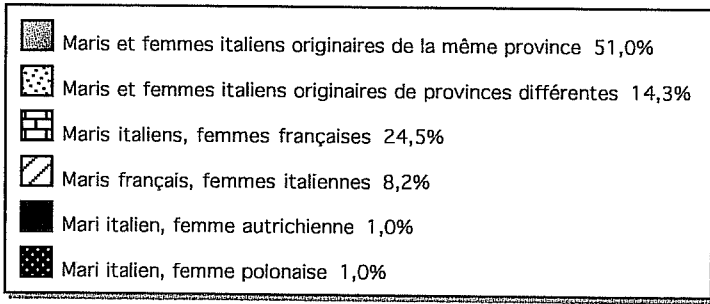 Maris et femmes italiens originaires de la même province 51,0%
Maris et femmes italiens originaires de provinces différentes 14,3%
Maris italiens, femmes françaises 24,5%
Maris français, femmes italiennes 8,2%
Mari italien, femme autrichienne 1,0%
Mari italien, femme polonaise 1,0%